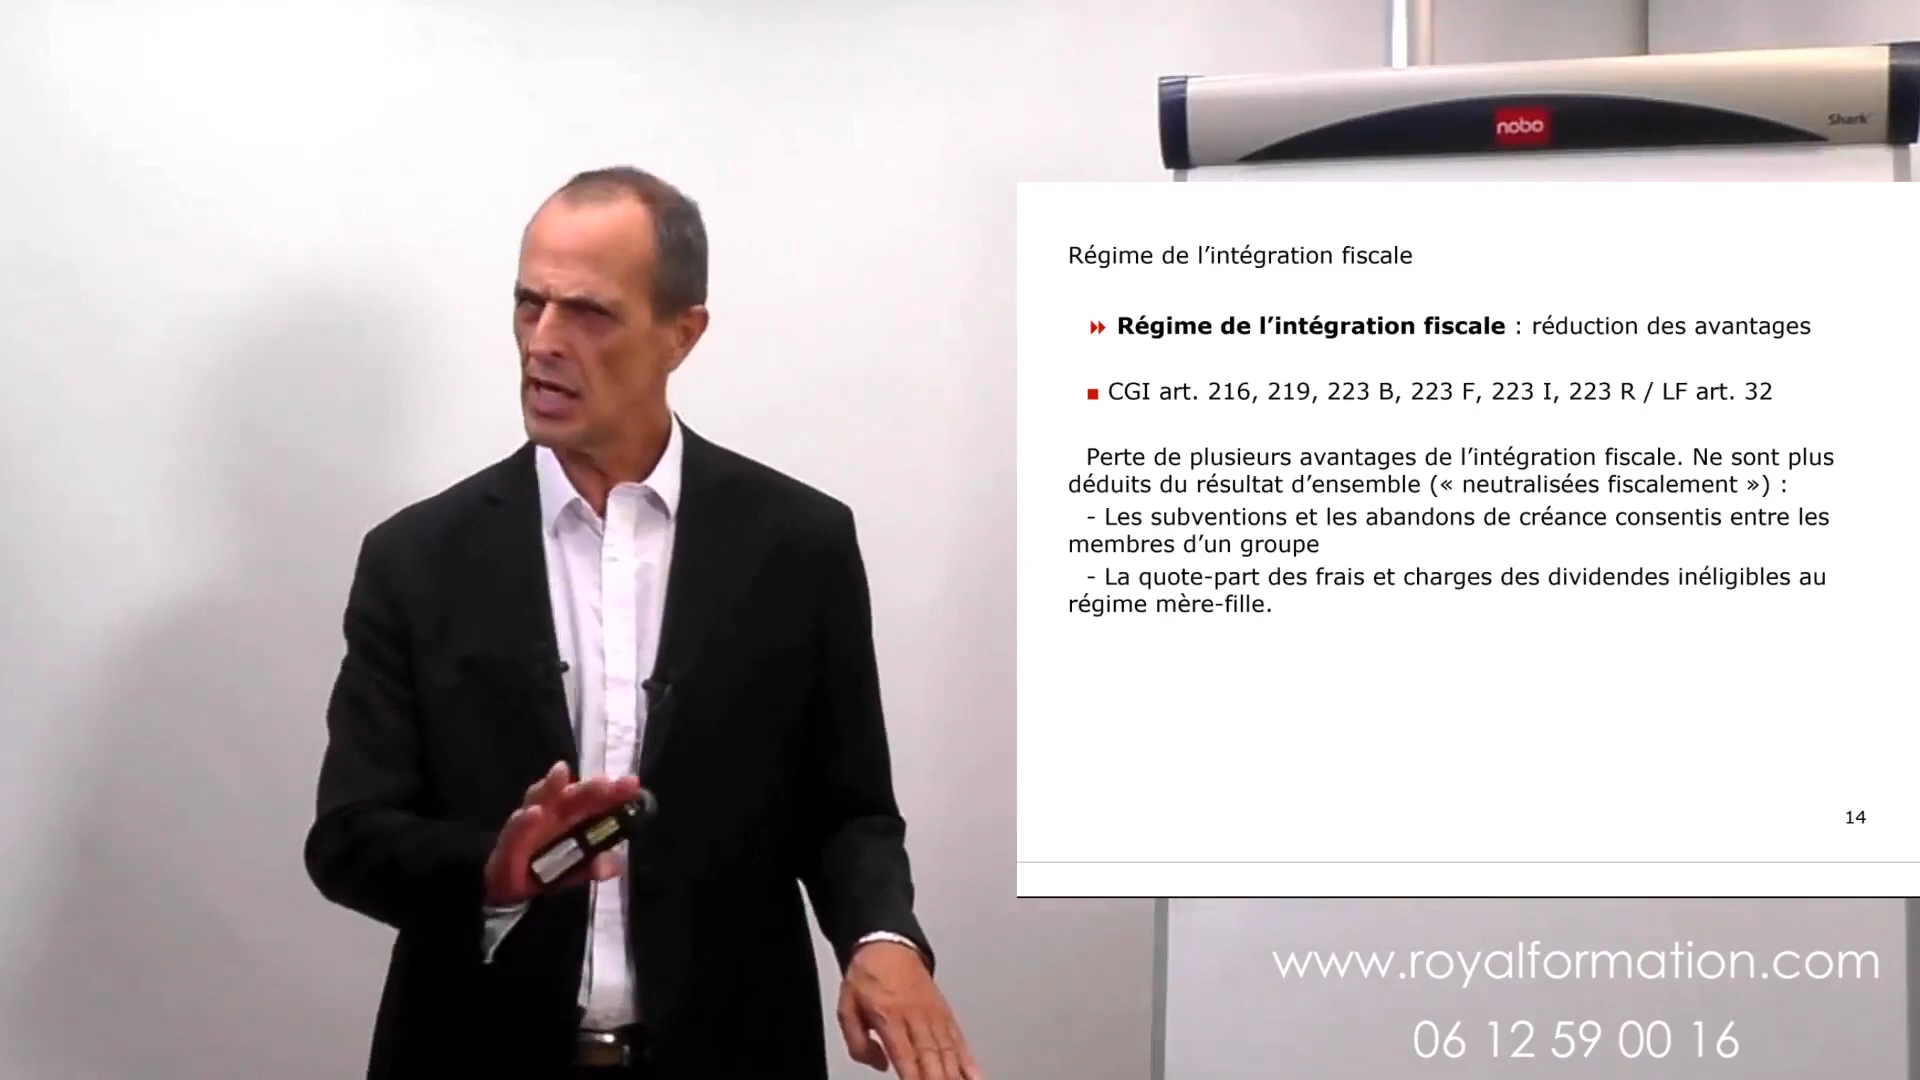 nobo
Shark
Régime de l’intégration fiscale
Régime de l’intégration fiscale : réduction des avantages
CGI art. 216, 219, 223 B, 223 F, 223 I, 223 R / LF art. 32
Perte de plusieurs avantages de l’intégration fiscale. Ne sont plus
déduits du résultat d’ensemble (« neutralisées fiscalement ») :
- Les subventions et les abandons de créance consentis entre les
membres d’un groupe
- La quote-part des frais et charges des dividendes inéligibles au
régime mère-fille.
14
www.royalformation.com
06 12 59 00 16